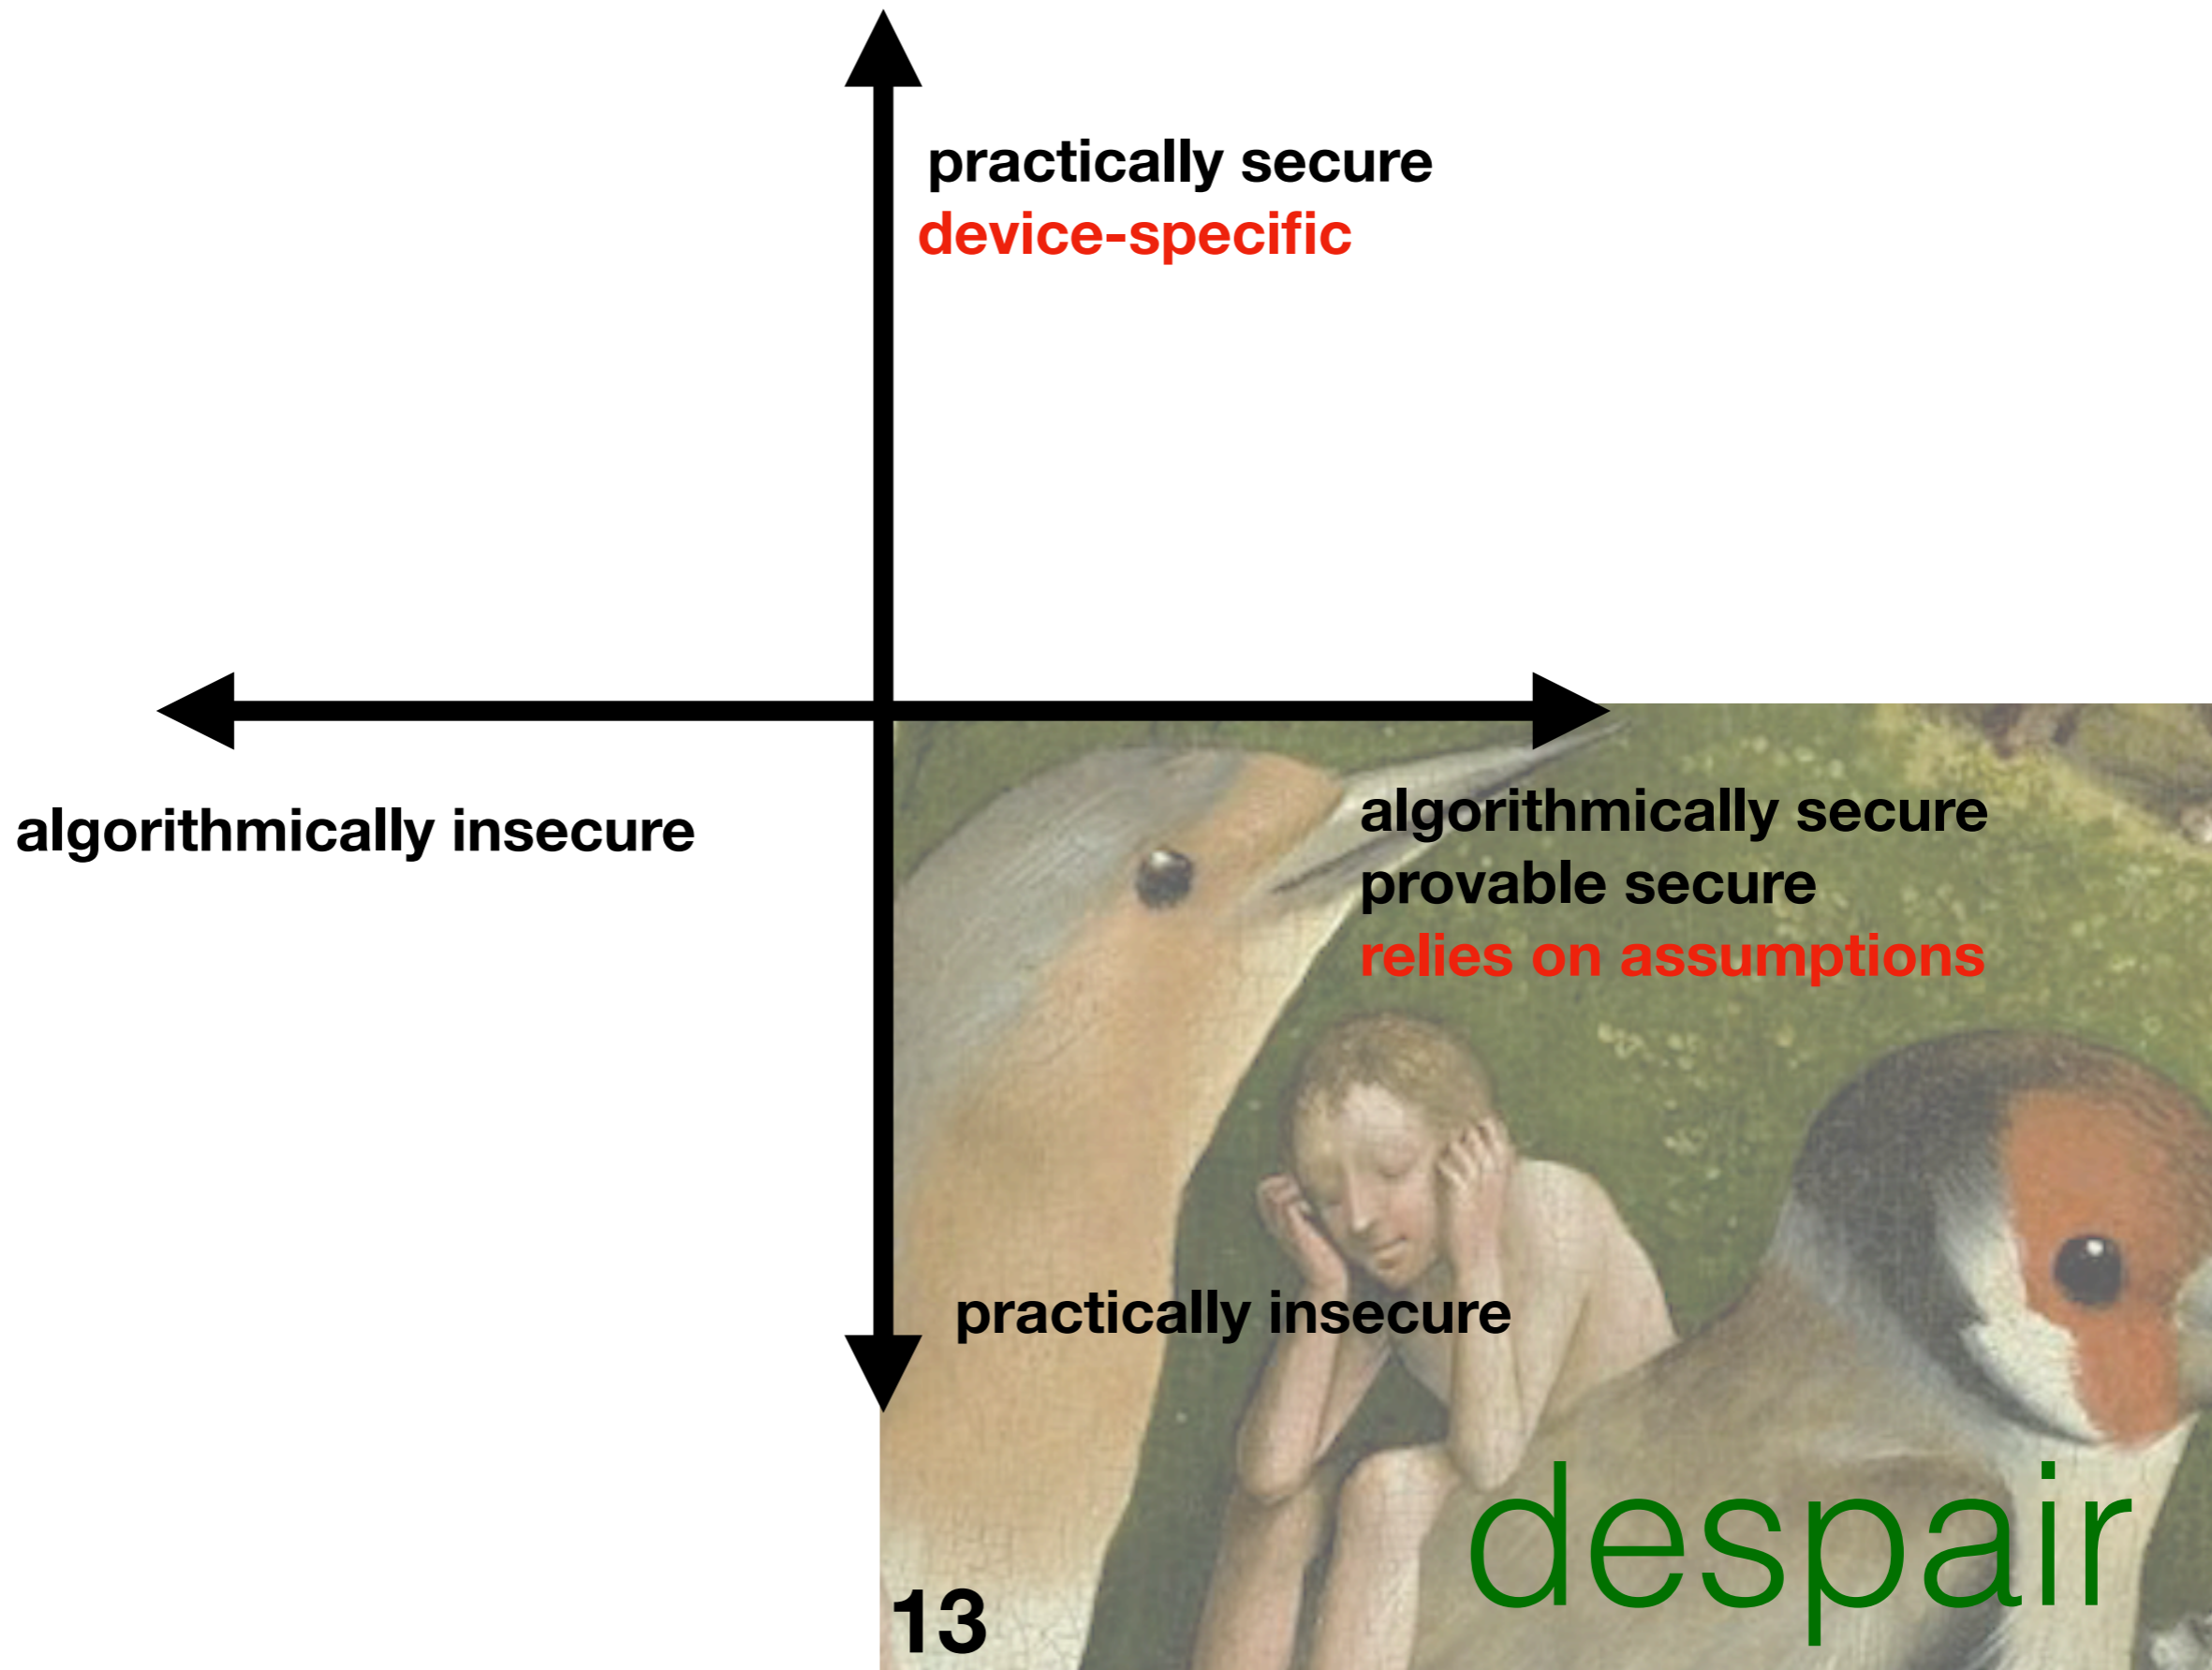 practically secure
device-specific
algorithmically insecure
algorithmically secure
provable secure
relies on assumptions
practically insecure
despair
13